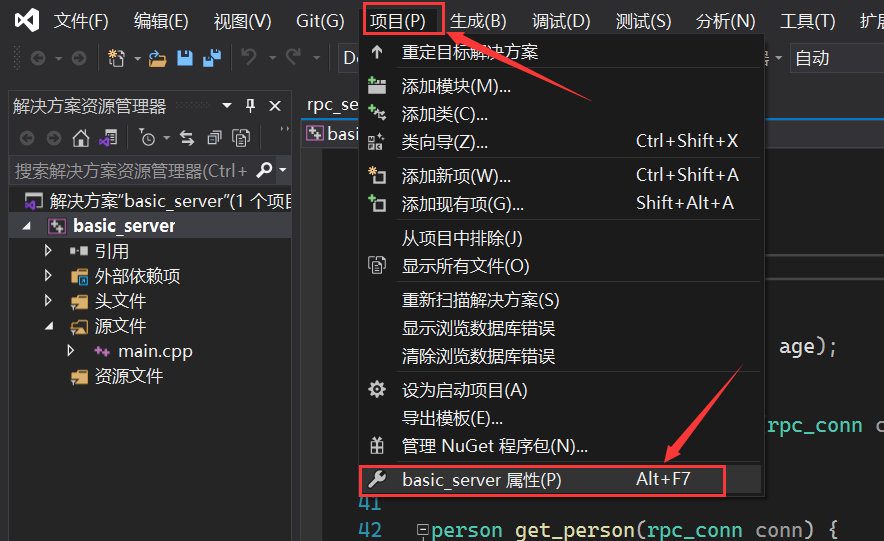 文件(F) 编辑(E) 视图(V) Git(G) 项目(P) 生成(B) 调试(D) 测试(S) 分析(N) 工具(T)
自动
解决方案资源管理器
搜索解决方案资源管理器(Ctrl+
解决方案"basic_server"(1 个项目
basic_server
引用
外部依赖项
头文件
源文件
main.cpp
资源文件
重定目标解决方案
添加模块(M)...
添加类(C)...
类向导(Z)... Ctrl+Shift+X
添加新项(W)... Ctrl+Shift+A
添加现有项(G)... Shift+Alt+A
从项目中排除(J)
显示所有文件(O)
重新扫描解决方案(S)
显示浏览数据库错误
清除浏览数据库错误
设为启动项目(A)
导出模板(E)...
管理 NuGet 程序包(N)...
basic_server 属性(P) Alt+F7
rpc_se
basi
age);
rpc_conn c
41
42 person get_person(rpc_conn conn) {